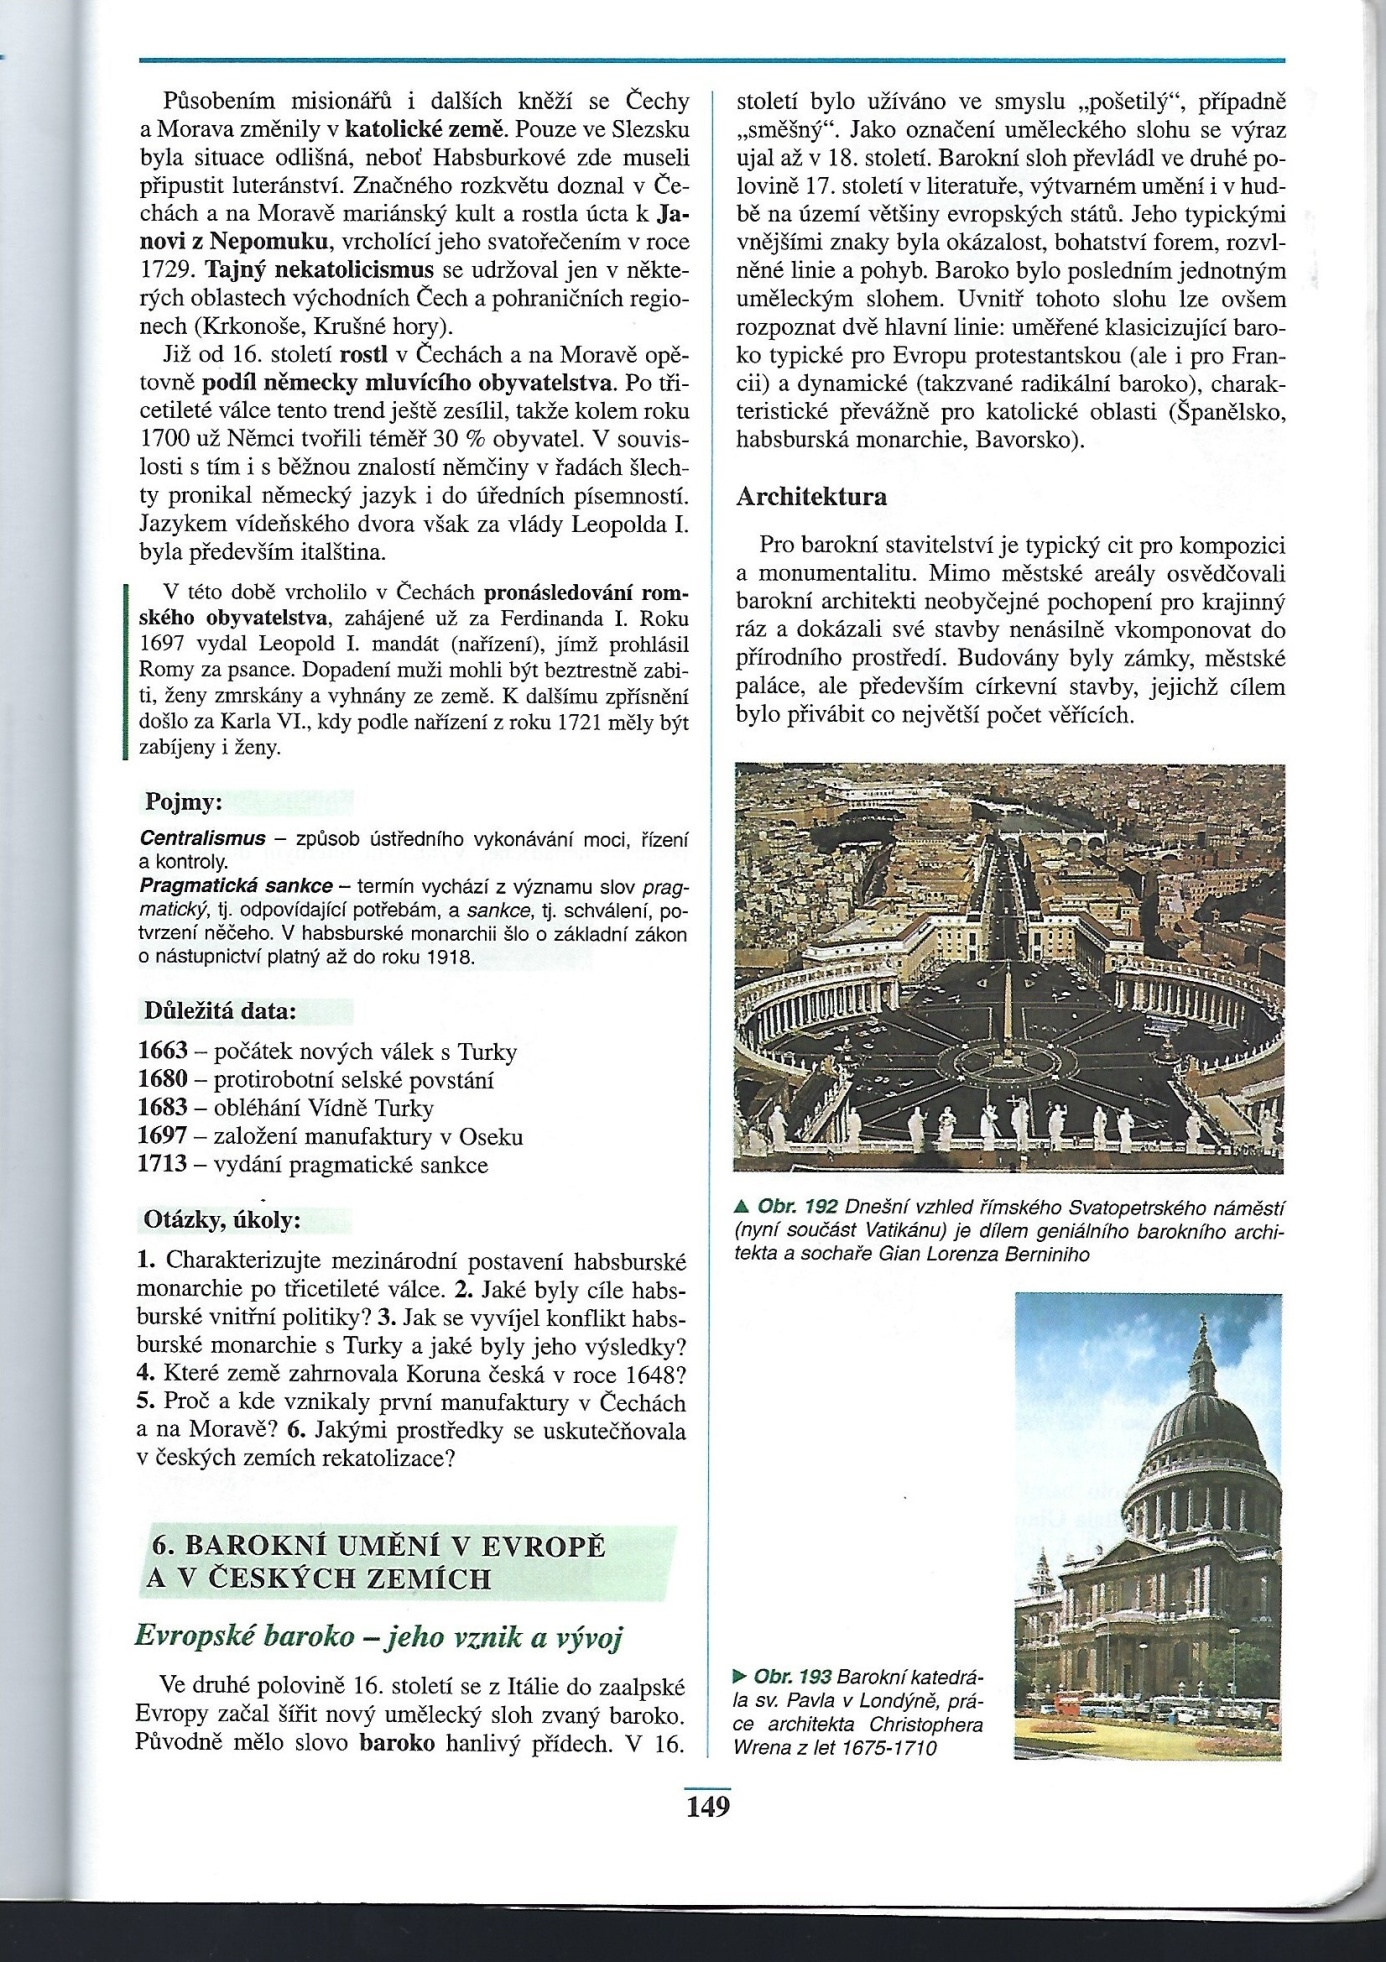 Působením misionářů i dalších kněží se Čechy
a Morava změnily v katolické země. Pouze ve Slezsku
byla situace odlišná, neboť Habsburkové zde museli
připustit luteránství. Značného rozkvětu doznal v Če-
chách a na Moravě mariánský kult a rostla úcta k Ja-
novi z Nepomuku, vrcholící jeho svatořečením v roce
1729. Tajný nekatolicismus se udržoval jen v někte-
rých oblastech východních Čech a pohraničních regio-
nech (Krkonoše, Krušné hory).
Již od 16. století rostl v Čechách a na Moravě opě-
tovně podíl německy mluvícího obyvatelstva. Po tři-
cetileté válce tento trend ještě zesílil, takže kolem roku
1700 už Němci tvořili téměř 30 % obyvatel. V souvis-
losti s tím i s běžnou znalostí němčiny v řadách šlech-
ty pronikal německý jazyk i do úředních písemností.
Jazykem vídeňského dvora však za vlády Leopolda I.
byla především italština.
V této době vrcholilo v Čechách pronásledování rom-
ského obyvatelstva, zahájené už za Ferdinanda I. Roku
1697 vydal Leopold I. mandát (nařízení), jímž prohlásil
Romy za psance. Dopadení muži mohli být beztrestně zabi-
ti, ženy zmrskány a vyhnány ze země. K dalšímu zpřísnění
došlo za Karla VI., kdy podle nařízení z roku 1721 měly být
zabíjeny i ženy.
Pojmy:
Centralismus – způsob ústředního vykonávání moci, řízení
a kontroly.
Pragmatická sankce – termín vychází z významu slov prag-
matický, tj. odpovídající potřebám, a sankce, tj. schválení, po-
tvrzení něčeho. V habsburské monarchii šlo o základní zákon
o nástupnictví platný až do roku 1918.
Důležitá data:
1663 – počátek nových válek s Turky
1680 – protirobotní selské povstání
1683 – obléhání Vídně Turky
1697 – založení manufaktury v Oseku
1713 – vydání pragmatické sankce
Otázky, úkoly:
1. Charakterizujte mezinárodní postavení habsburské
monarchie po třicetileté válce. 2. Jaké byly cíle habs-
burské vnitřní politiky? 3. Jak se vyvíjel konflikt habs-
burské monarchie s Turky a jaké byly jeho výsledky?
4. Které země zahrnovala Koruna česká v roce 1648?
5. Proč a kde vznikaly první manufaktury v Čechách
a na Moravě? 6. Jakými prostředky se uskutečňovala
v českých zemích rekatolizace?
6. BAROKNÍ UMĚNÍ V EVROPĚ
A V ČESKÝCH ZEMÍCH
Evropské baroko – jeho vznik a vývoj
Ve druhé polovině 16. století se z Itálie do zaalpské
Evropy začal šířit nový umělecký sloh zvaný baroko.
Původně mělo slovo baroko hanlivý přídech. V 16.
století bylo užíváno ve smyslu „pošetilý“, případně
„směšný“. Jako označení uměleckého slohu se výraz
ujal až v 18. století. Barokní sloh převládl ve druhé po-
lovině 17. století v literatuře, výtvarném umění i v hud-
bě na území většiny evropských států. Jeho typickými
vnějšími znaky byla okázalost, bohatství forem, rozvl-
něné linie a pohyb. Baroko bylo posledním jednotným
uměleckým slohem. Uvnitř tohoto slohu lze ovšem
rozpoznat dvě hlavní linie: uměřené klasicizující baro-
ko typické pro Evropu protestantskou (ale i pro Fran-
cii) a dynamické (takzvané radikální baroko), charak-
teristické převážně pro katolické oblasti (Španělsko,
habsburská monarchie, Bavorsko).
Architektura
Pro barokní stavitelství je typický cit pro kompozici
a monumentalitu. Mimo městské areály osvědčovali
barokní architekti neobyčejné pochopení pro krajinný
ráz a dokázali své stavby nenásilně vkomponovat do
přírodního prostředí. Budovány byly zámky, městské
paláce, ale především církevní stavby, jejichž cílem
bylo přivábit co největší počet věřících.
▲ Obr. 192 Dnešní vzhled římského Svatopetrského náměstí
(nyní součást Vatikánu) je dílem geniálního barokního archi-
tekta a sochaře Gian Lorenza Berniniho
► Obr. 193 Barokní katedrá-
la sv. Pavla v Londýně, prá-
ce architekta Christophera
Wrena z let 1675-1710
149